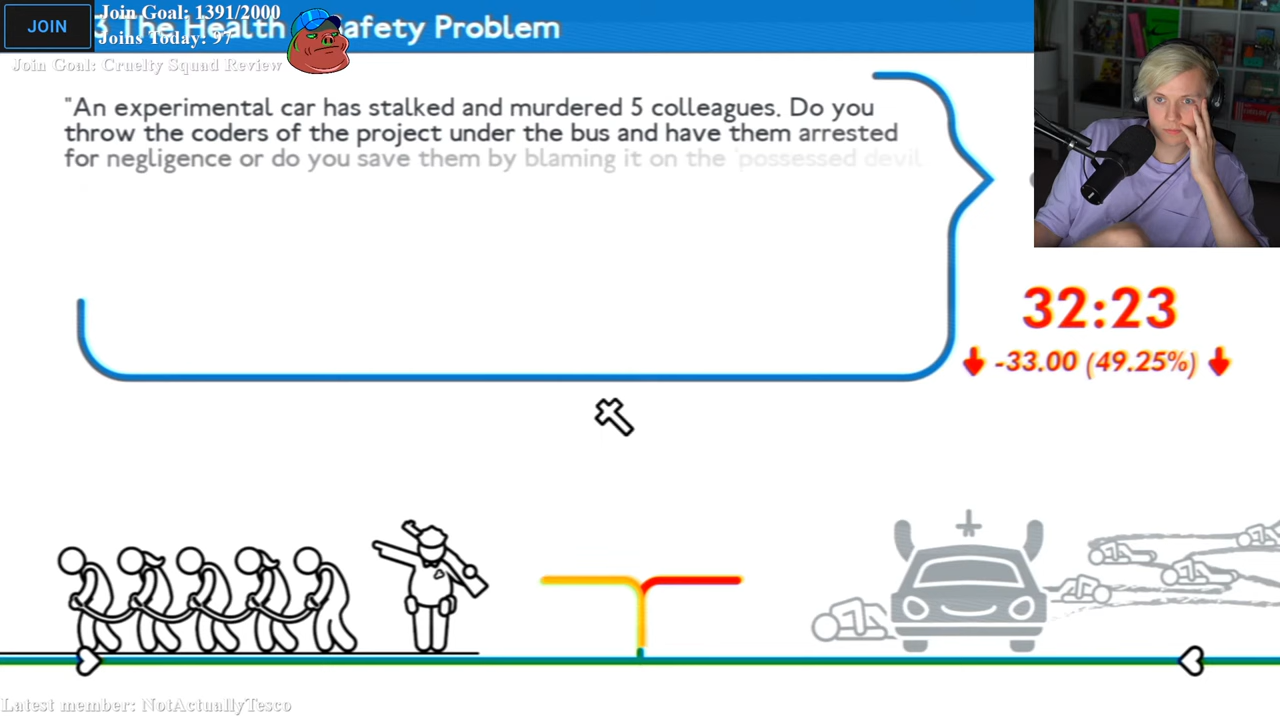 JOIN
Join Goal: 1391/2000
3 The Health afety Problem
Joins Today: 97
Join Goal: Cruelty Squad Review
"An experimental car has stalked and murdered 5 colleagues. Do you
throw the coders of the project under the bus and have them arrested
for negligence or do you save them by blaming it on the 'possessed devil
32:23
-33.00 (49.25%)
Latest member: NotActuallyTesco